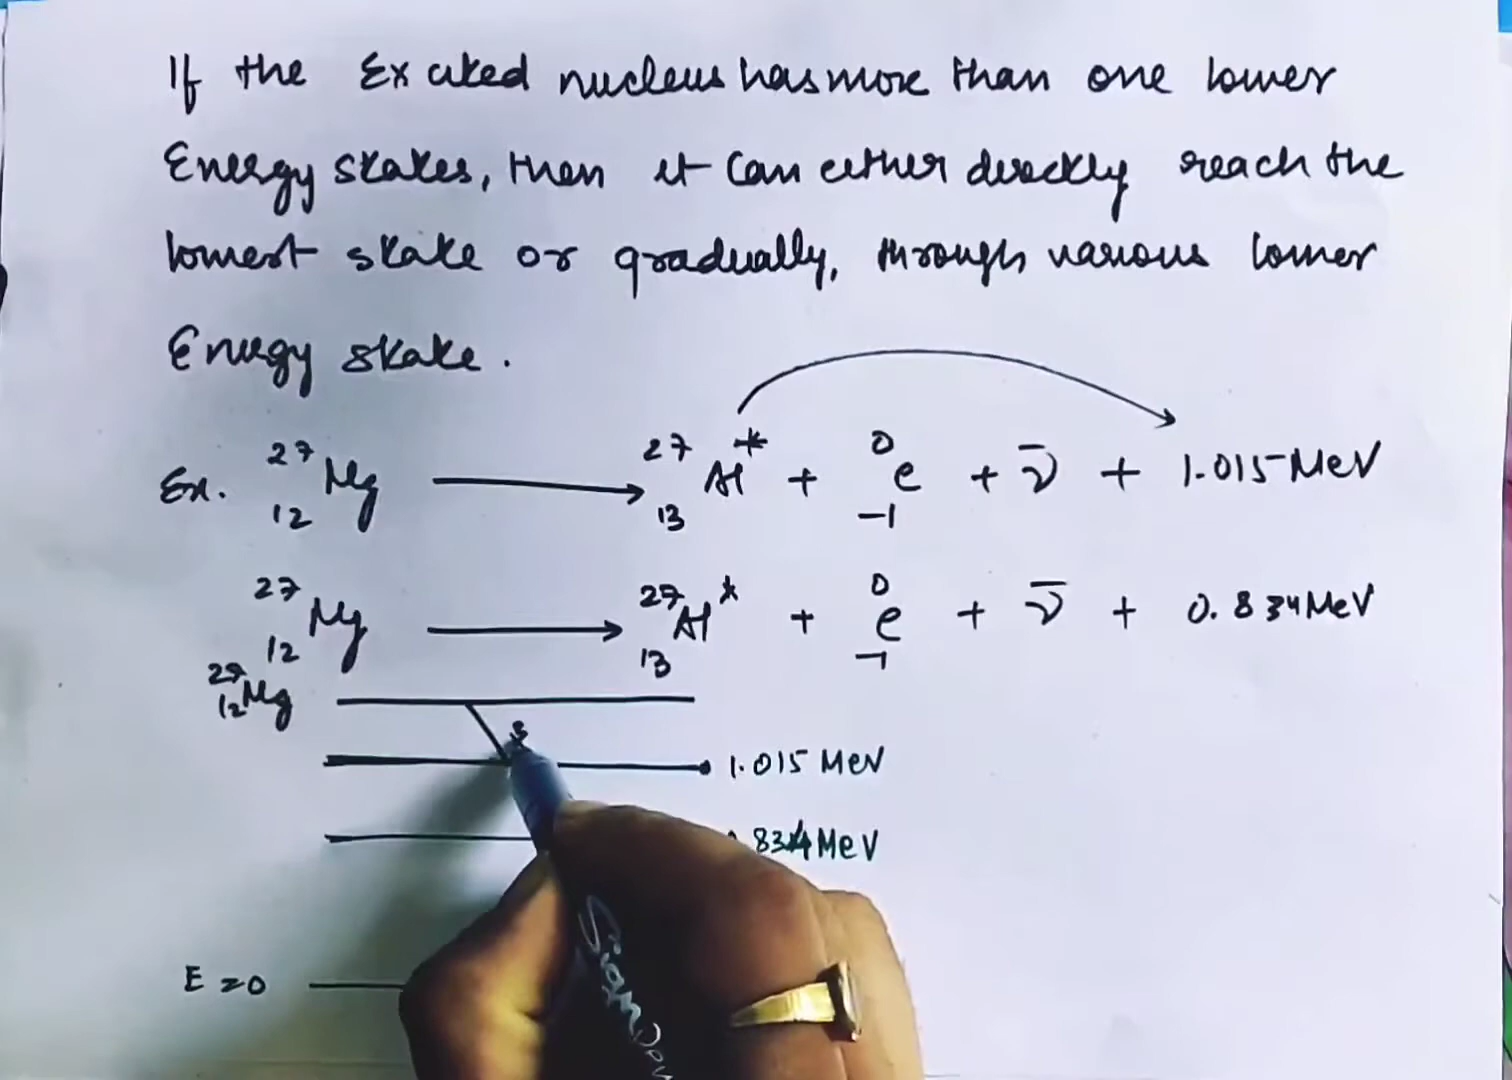 If the Excited nucleus has more than one lower
Energy states, then it can either directly reach the
lowest state or gradually, through various lower
Energy state.
Ex. 27 12 Mg ⟶ 27 13 Al* + 0 -1 e + ν̅ + 1.015 MeV
27 12 Mg ⟶ 27 13 Al* + 0 -1 e + ν̅ + 0.834 MeV
27 12 Mg
1.015 MeV
834 MeV
E = 0